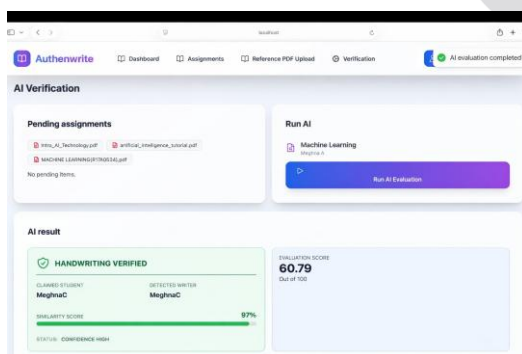 localhost
Authenwrite
Dashboard
Assignments
Reference PDF Upload
Verification
AI evaluation completed
AI Verification
Pending assignments
Intro_AI_Technology.pdf
artificial_intelligence_tutorial.pdf
No pending items.
Run AI
Machine Learning
Meghna A
Run AI Evaluation
AI result
HANDWRITING VERIFIED
CLAIMED STUDENT
DETECTED WRITER
MeghnaC
MeghnaC
SIMILARITY SCORE
97%
STATUS: CONFIDENCE HIGH
EVALUATION SCORE
60.79
Out of 100